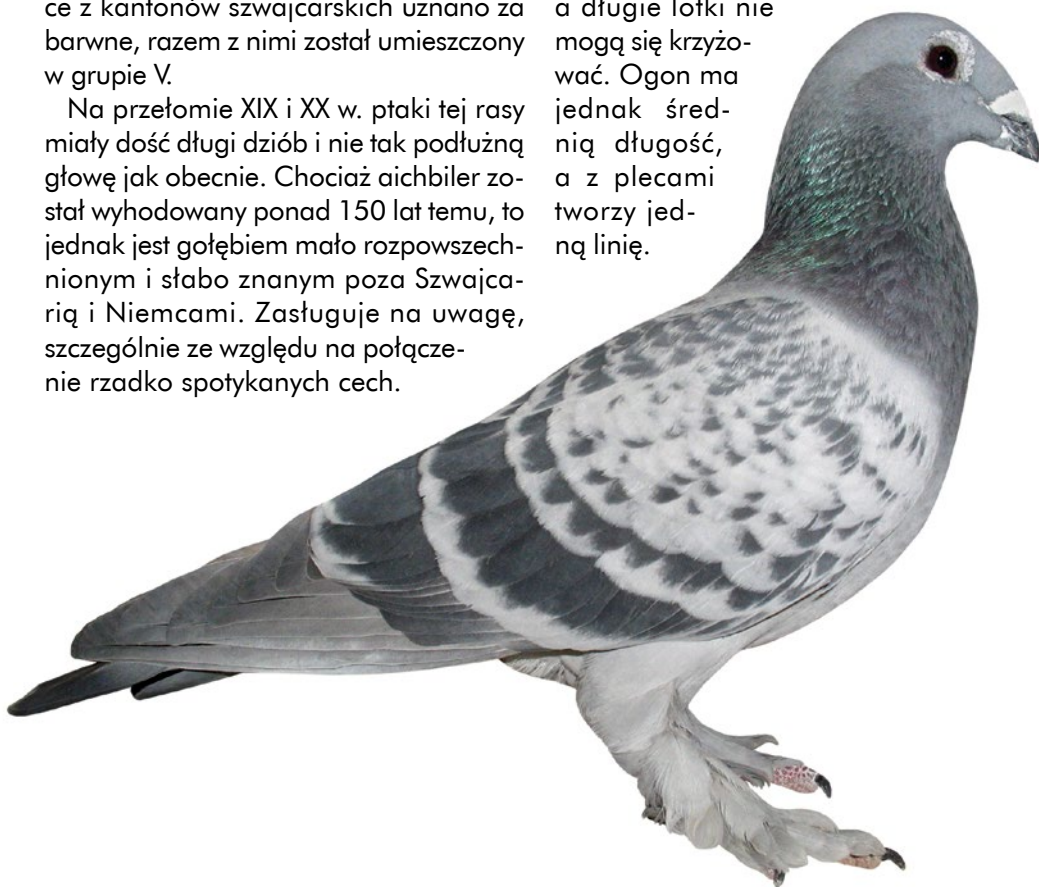 ce z kantonów szwajcarskich uznano za
barwne, razem z nimi został umieszczony
w grupie V.
Na przełomie XIX i XX w. ptaki tej rasy
miały dość długi dziób i nie tak podłużną
głowę jak obecnie. Chociaż aichbiler zo-
stał wyhodowany ponad 150 lat temu, to
jednak jest gołębiem mało rozpowszech-
nionym i słabo znanym poza Szwajca-
rią i Niemcami. Zasługuje na uwagę,
szczególnie ze względu na połącze-
nie rzadko spotykanych cech.
a długie lotki nie
mogą się krzyżo-
wać. Ogon ma
jednak śred-
nią długość,
a z plecami
tworzy jed-
ną linię.